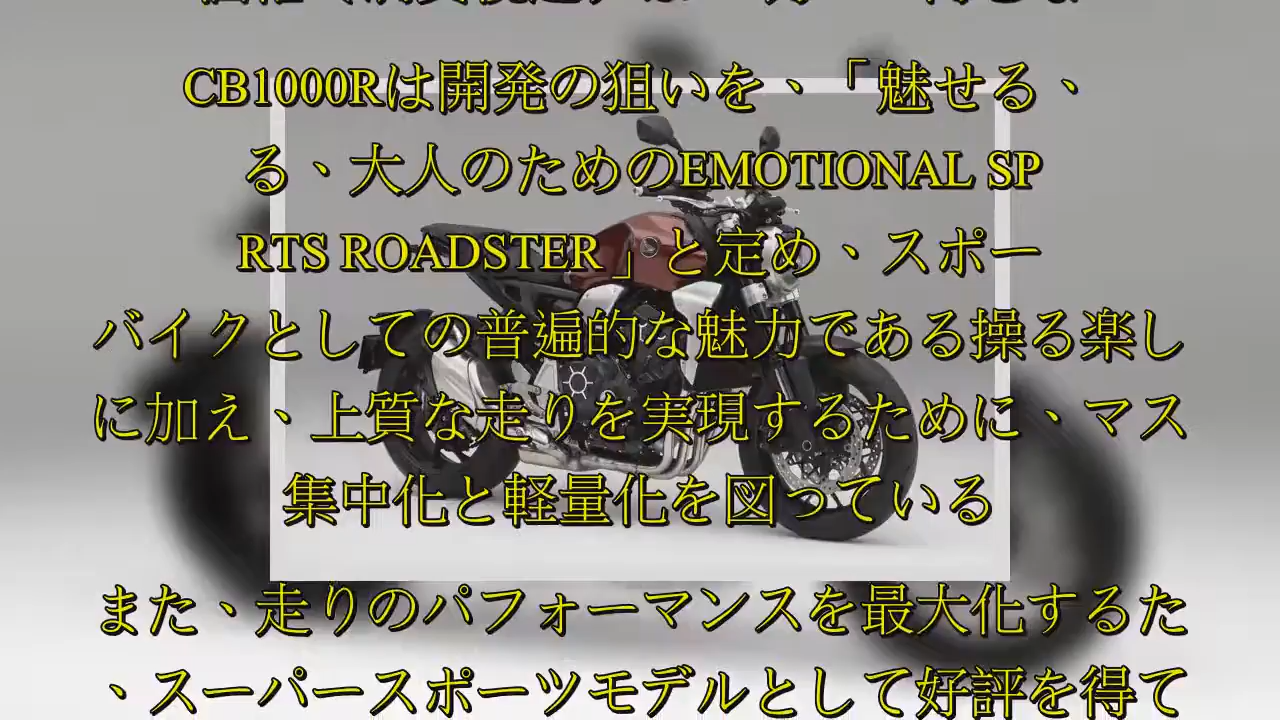 CB1000Rは開発の狙いを、「魅せる、
る、大人のためのEMOTIONAL SP
RTS ROADSTER」と定め、スポー
バイクとしての普遍的な魅力である操る楽し
に加え、上質な走りを実現するために、マス
集中化と軽量化を図っている
また、走りのパフォーマンスを最大化するた
、スーパースポーツモデルとして好評を得て